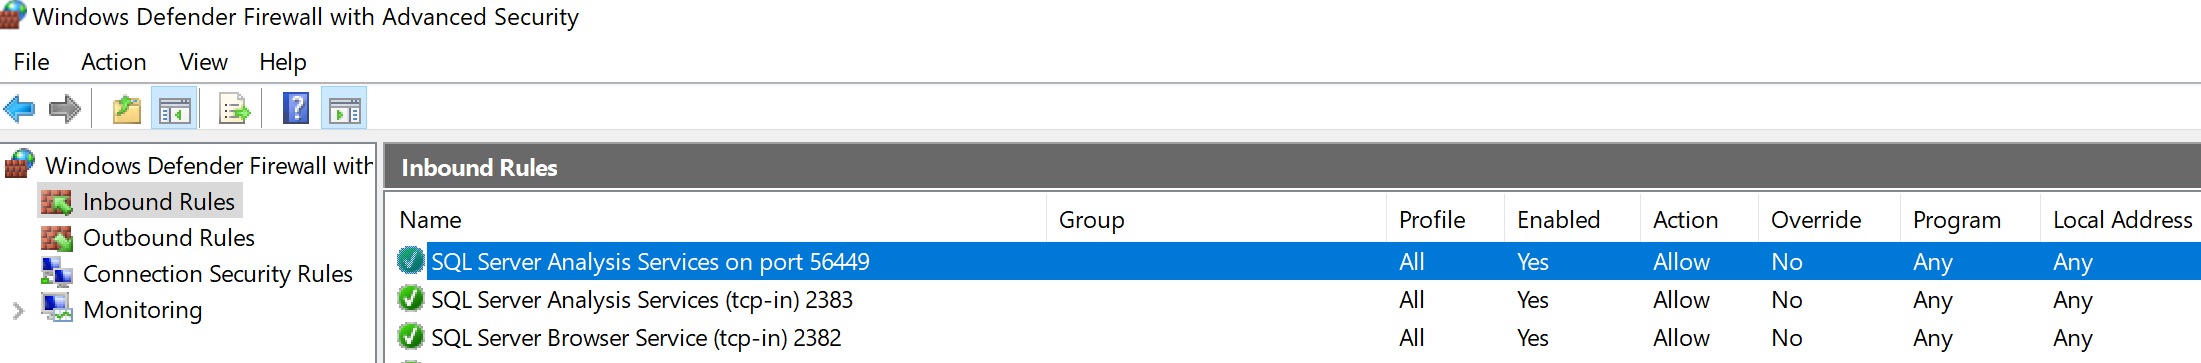 Windows Defender Firewall with Advanced Security
File Action View Help
Windows Defender Firewall with
Inbound Rules
Outbound Rules
Connection Security Rules
Monitoring
Inbound Rules
Name Group Profile Enabled Action Override Program Local Address
SQL Server Analysis Services on port 56449 All Yes Allow No Any Any
SQL Server Analysis Services (tcp-in) 2383 All Yes Allow No Any Any
SQL Server Browser Service (tcp-in) 2382 All Yes Allow No Any Any